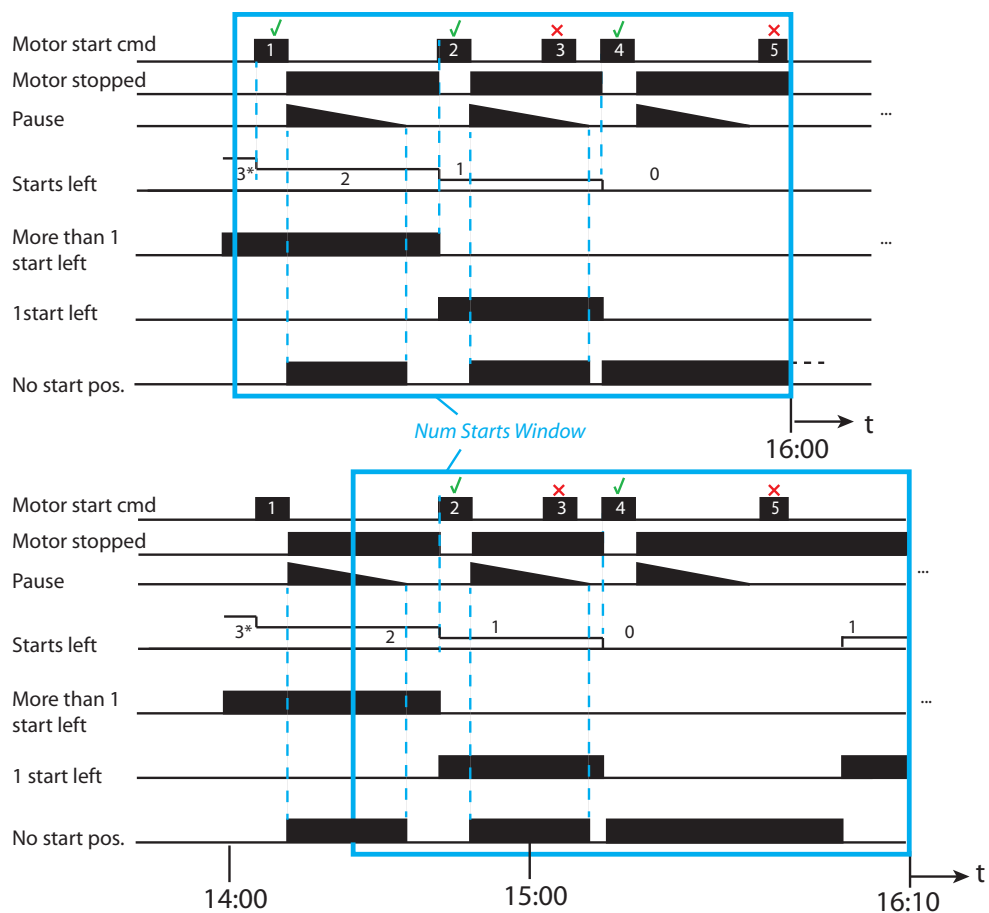 Motor start cmd
1 2 3 4 5
Motor stopped
Pause
...
Starts left
3* 2 1 0
More than 1
start left
...
1start left
No start pos.
t
16:00
Num Starts Window
Motor start cmd
1 2 3 4 5
Motor stopped
Pause
...
Starts left
3* 2 1 0 1
More than 1
start left
...
1 start left
No start pos.
t
14:00 15:00 16:10